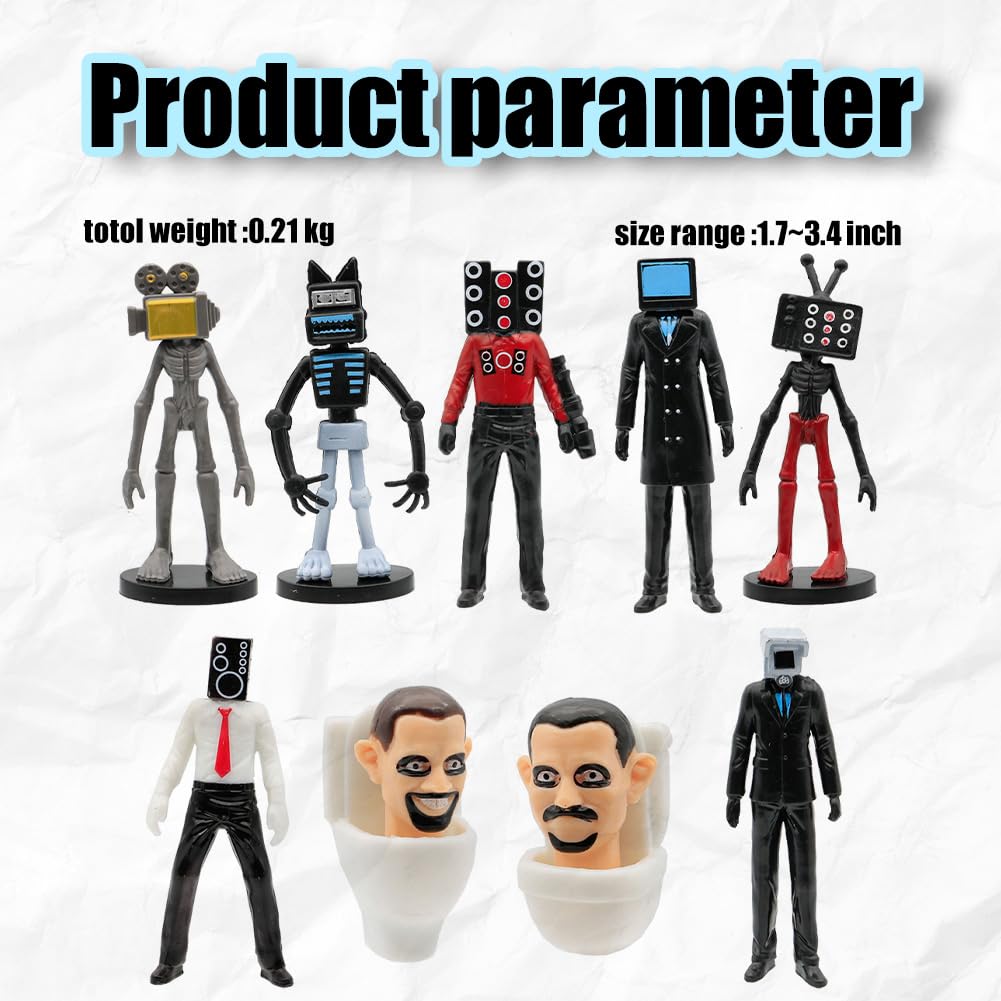 Product parameter
totol weight :0.21 kg
size range :1.7~3.4 inch